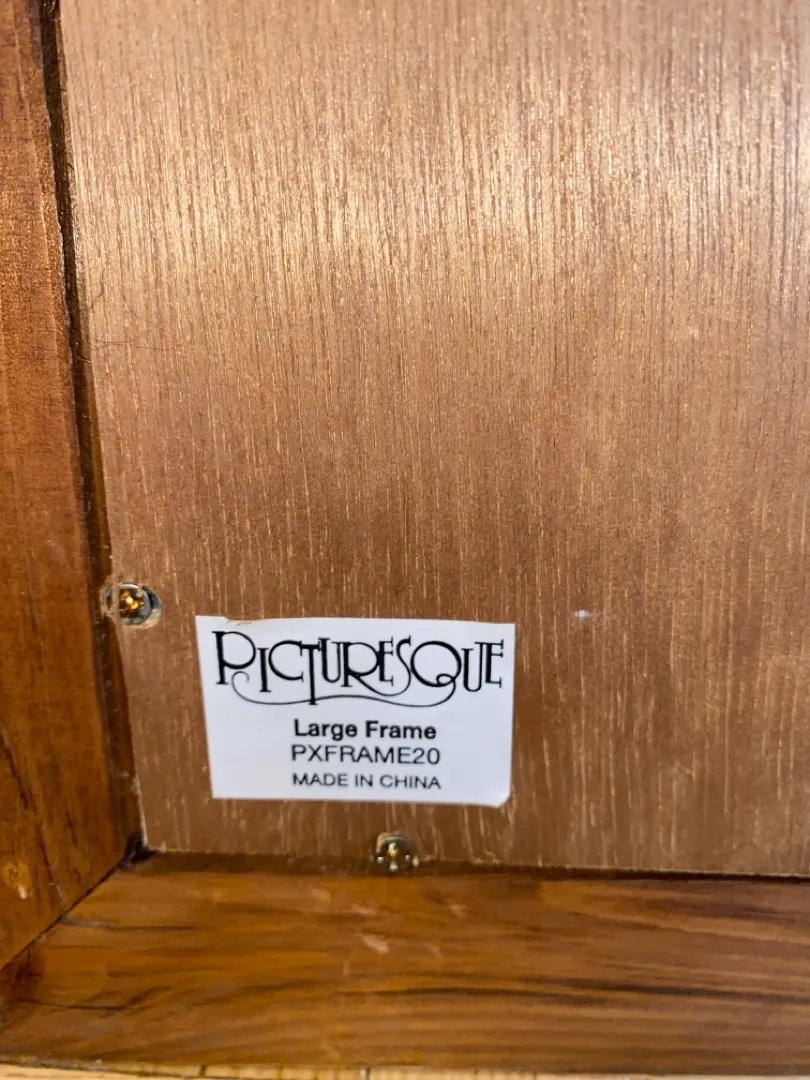 PICTURESQUE
Large Frame
PXFRAME20
MADE IN CHINA